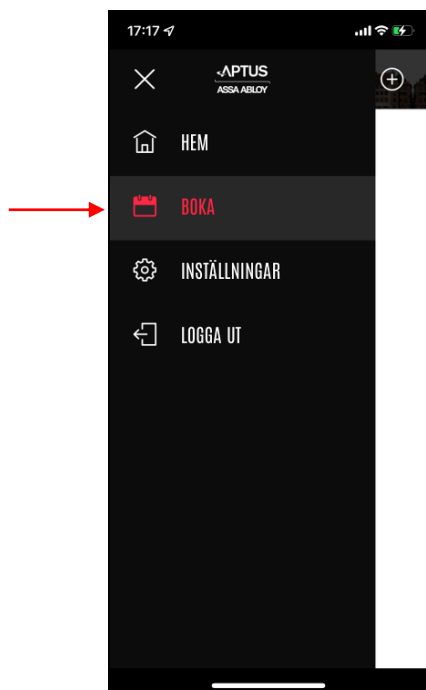 17:17
APTUS
ASSA ABLOY
HEM
BOKA
INSTÄLLNINGAR
LOGGA UT